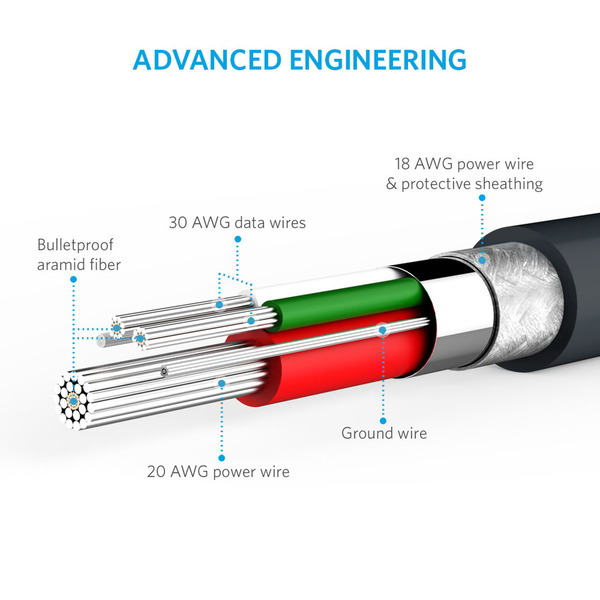 ADVANCED ENGINEERING
18 AWG power wire
& protective sheathing
30 AWG data wires
Bulletproof
aramid fiber
Ground wire
20 AWG power wire